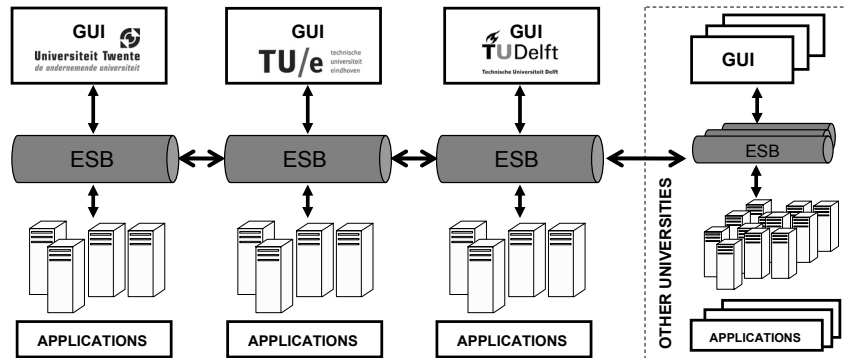 GUI
Universiteit Twente
de ondernemende universiteit
GUI
TU/e
technische
universiteit
eindhoven
GUI
TUDelft
Technische Universiteit Delft
GUI
ESB
ESB
ESB
ESB
OTHER UNIVERSITIES
APPLICATIONS
APPLICATIONS
APPLICATIONS
APPLICATIONS